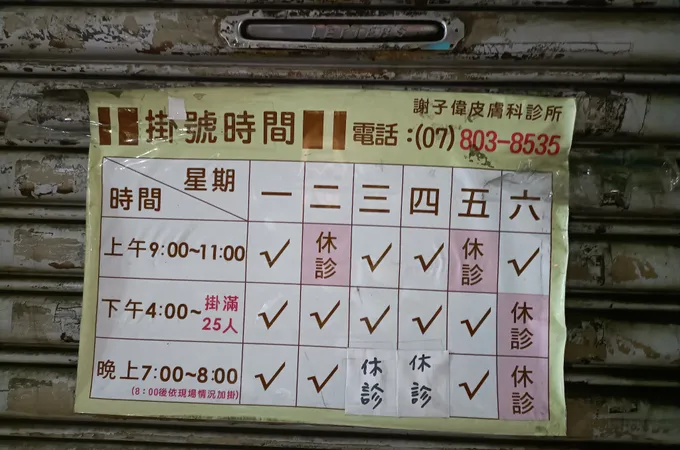 LETTERS
謝子偉皮膚科診所
掛號時間 電話:(07) 803-8535
星期 時間 一 二 三 四 五 六
上午9:00~11:00 ✓ 休診 ✓ ✓ 休診 ✓
下午4:00~掛滿25人 ✓ ✓ ✓ ✓ ✓ 休診
晚上7:00~8:00 ✓ ✓ 休診 休診 ✓ 休診
(8:00後依現場情況加掛)